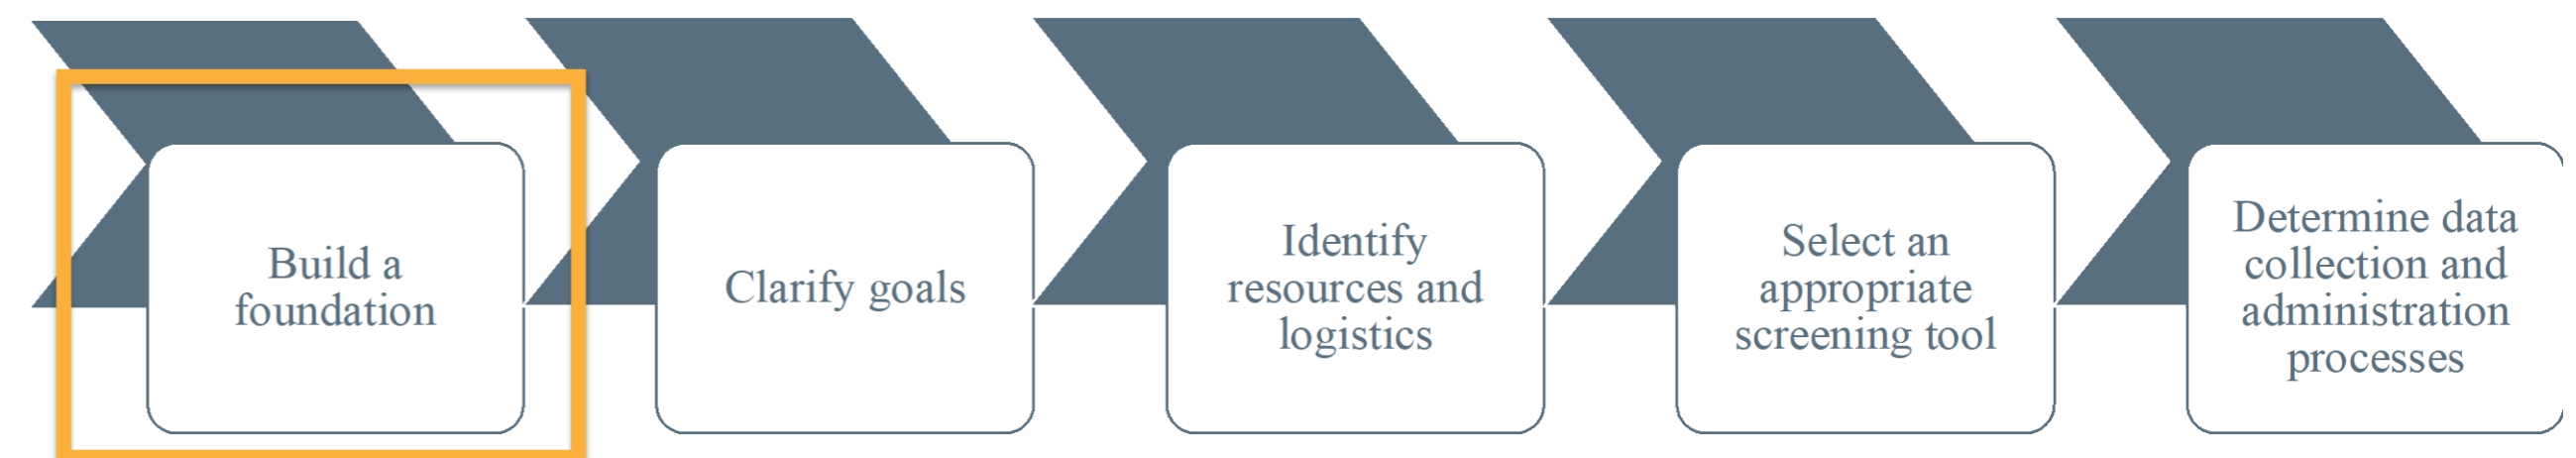 Build a
foundation
Clarify goals
Identify
resources and
logistics
Select an
appropriate
screening tool
Determine data
collection and
administration
processes